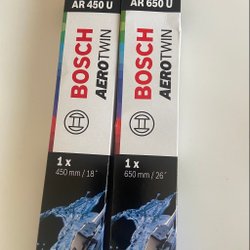 AR 450 U
BOSCH
AEROTWIN
1 x
450 mm / 18"
AR 650 U
BOSCH
AEROTWIN
1 x
650 mm / 26"